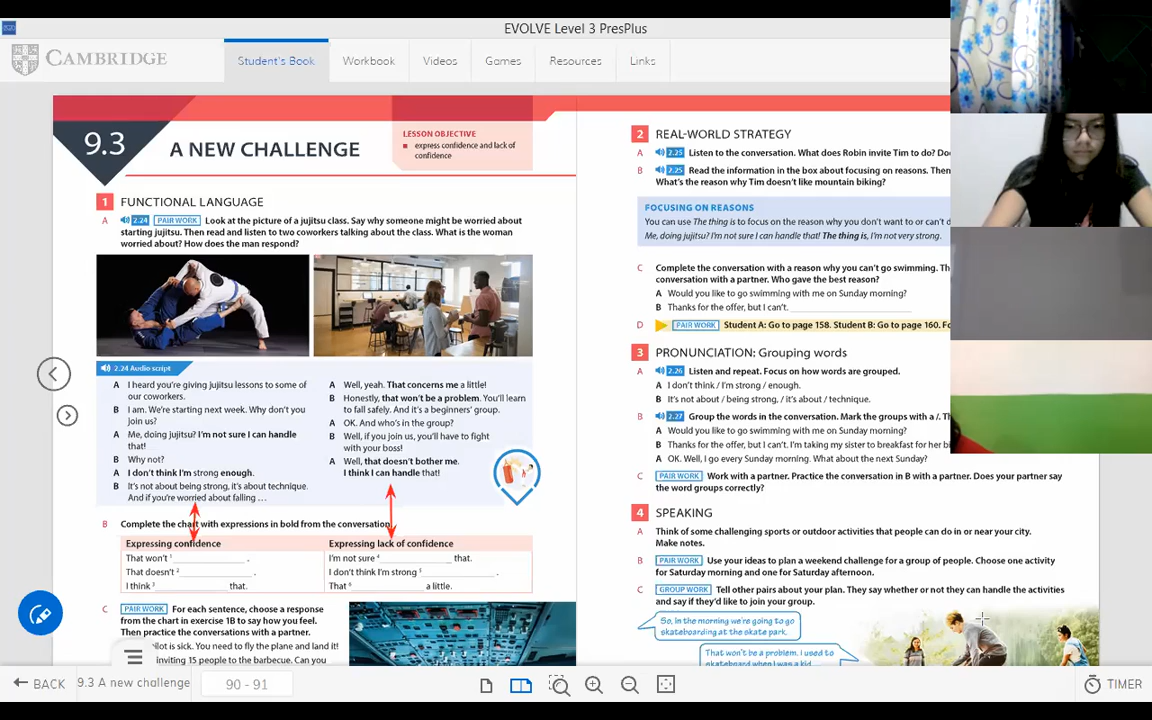 EVOLVE Level 3 PresPlus
CAMBRIDGE
Student's Book
Workbook
Videos
Games
Resources
Links
9.3
A NEW CHALLENGE
LESSON OBJECTIVE
express confidence and lack of
confidence
1 FUNCTIONAL LANGUAGE
A 2.24 PAIR WORK Look at the picture of a jujitsu class. Say why someone might be worried about
starting jujitsu. Then read and listen to two coworkers talking about the class. What is the woman
worried about? How does the man respond?
2.24 Audio script
A I heard you're giving jujitsu lessons to some of
our coworkers.
B I am. We're starting next week. Why don't you
join us?
A Me, doing jujitsu? I'm not sure I can handle
that!
B Why not?
A I don't think I'm strong enough.
B It's not about being strong, it's about technique.
And if you're worried about falling …
A Well, yeah. That concerns me a little!
B Honestly, that won't be a problem. You'll learn
to fall safely. And it's a beginners' group.
A OK. And who's in the group?
B Well, if you join us, you'll have to fight
with your boss!
A Well, that doesn't bother me.
I think I can handle that!
B Complete the chart with expressions in bold from the conversation.
Expressing confidence
That won't 1 .
That doesn't 2 .
I think 3 that.
Expressing lack of confidence
I'm not sure 4 that.
I don't think I'm strong 5 .
That 6 a little.
C PAIR WORK For each sentence, choose a response
from the chart in exercise 1B to say how you feel.
Then practice the conversations with a partner.
ilot is sick. You need to fly the plane and land it!
inviting 15 people to the barbecue. Can you
2 REAL-WORLD STRATEGY
A 2.25 Listen to the conversation. What does Robin invite Tim to do? Do
B 2.25 Read the information in the box about focusing on reasons. Then
What's the reason why Tim doesn't like mountain biking?
FOCUSING ON REASONS
You can use The thing is to focus on the reason why you don't want to or can't d
Me, doing jujitsu? I'm not sure I can handle that! The thing is, I'm not very strong.
C Complete the conversation with a reason why you can't go swimming. Th
conversation with a partner. Who gave the best reason?
A Would you like to go swimming with me on Sunday morning?
B Thanks for the offer, but I can't.
D PAIR WORK Student A: Go to page 158. Student B: Go to page 160. Fo
3 PRONUNCIATION: Grouping words
A 2.26 Listen and repeat. Focus on how words are grouped.
A I don't think / I'm strong / enough.
B It's not about / being strong, / it's about / technique.
B 2.27 Group the words in the conversation. Mark the groups with a /. Th
A Would you like to go swimming with me on Sunday morning?
B Thanks for the offer, but I can't. I'm taking my sister to breakfast for her bi
A OK. Well, I go every Sunday morning. What about the next Sunday?
C PAIR WORK Work with a partner. Practice the conversation in B with a partner. Does your partner say
the word groups correctly?
4 SPEAKING
A Think of some challenging sports or outdoor activities that people can do in or near your city.
Make notes.
B PAIR WORK Use your ideas to plan a weekend challenge for a group of people. Choose one activity
for Saturday morning and one for Saturday afternoon.
C GROUP WORK Tell other pairs about your plan. They say whether or not they can handle the activities
and say if they'd like to join your group.
So, in the morning we're going to go
skateboarding at the skate park.
That won't be a problem. I used to
skateboard when I was a kid
BACK
9.3 A new challenge
90 - 91
TIMER